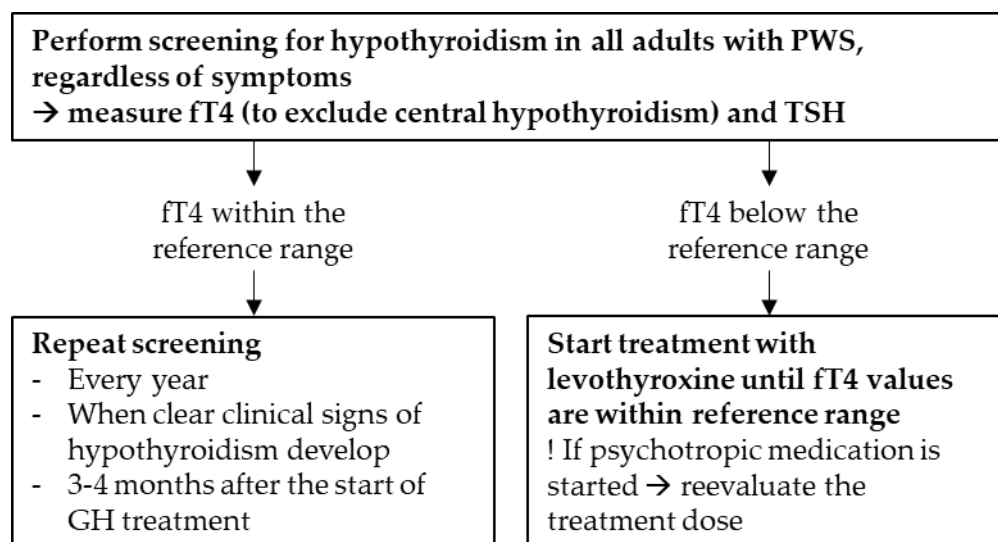 Perform screening for hypothyroidism in all adults with PWS,
regardless of symptoms
→ measure fT4 (to exclude central hypothyroidism) and TSH
fT4 within the
reference range
fT4 below the
reference range
Repeat screening
- Every year
- When clear clinical signs of
hypothyroidism develop
- 3-4 months after the start of
GH treatment
Start treatment with
levothyroxine until fT4 values
are within reference range
! If psychotropic medication is
started → reevaluate the
treatment dose